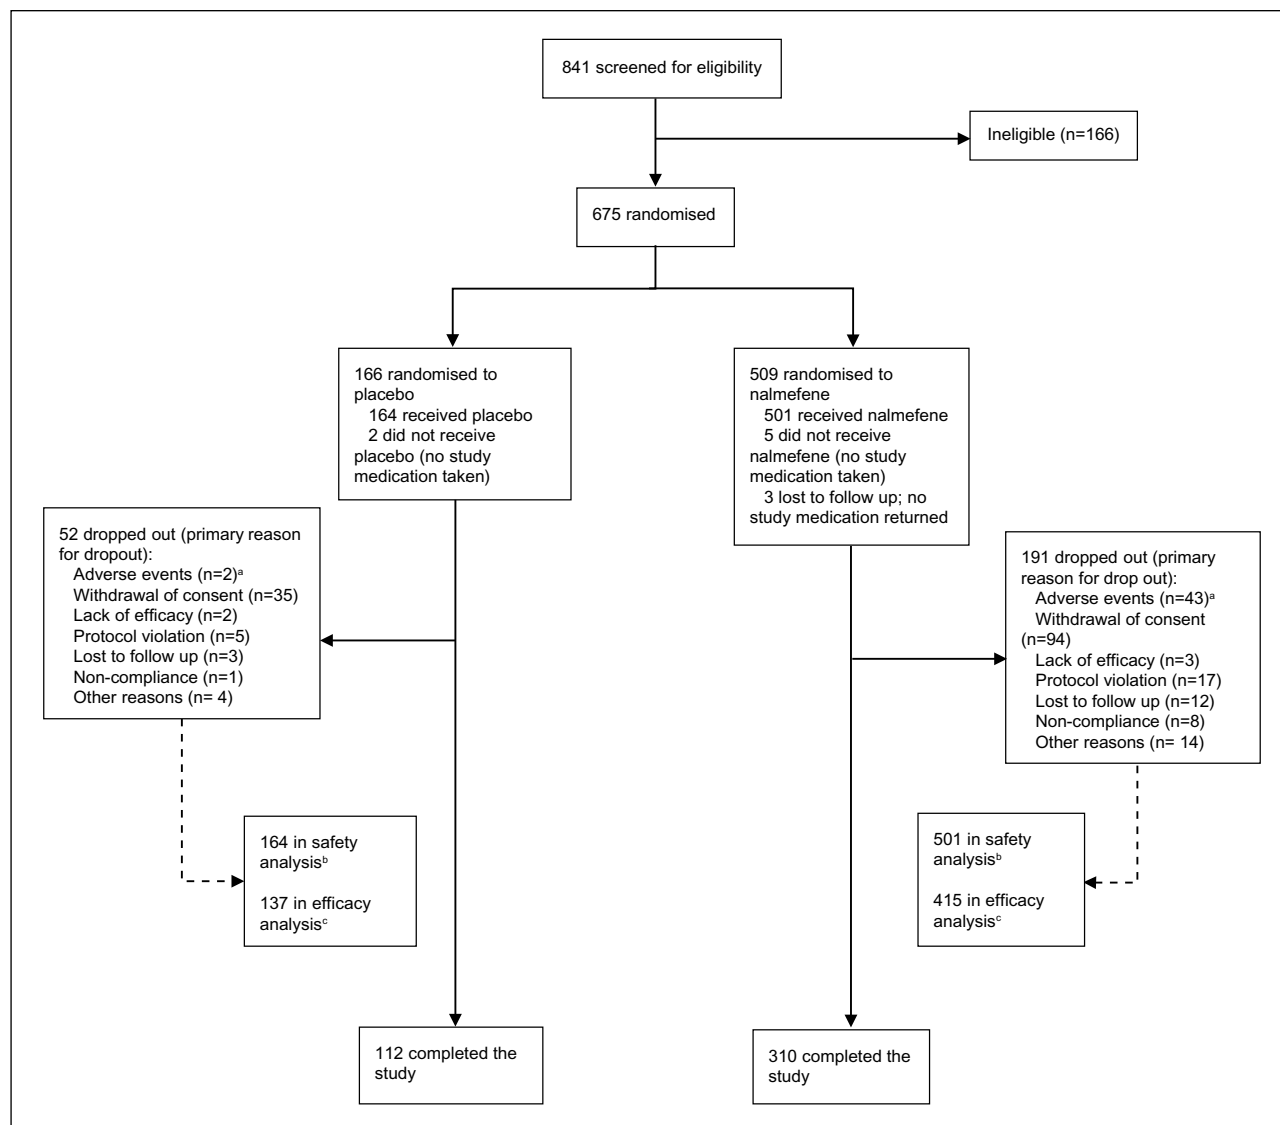 841 screened for eligibility
Ineligible (n=166)
675 randomised
166 randomised to
placebo
164 received placebo
2 did not receive
placebo (no study
medication taken)
509 randomised to
nalmefene
501 received nalmefene
5 did not receive
nalmefene (no study
medication taken)
3 lost to follow up; no
study medication returned
52 dropped out (primary reason
for dropout):
Adverse events (n=2)ᵃ
Withdrawal of consent (n=35)
Lack of efficacy (n=2)
Protocol violation (n=5)
Lost to follow up (n=3)
Non-compliance (n=1)
Other reasons (n= 4)
191 dropped out (primary
reason for drop out):
Adverse events (n=43)ᵃ
Withdrawal of consent
(n=94)
Lack of efficacy (n=3)
Protocol violation (n=17)
Lost to follow up (n=12)
Non-compliance (n=8)
Other reasons (n= 14)
164 in safety
analysisᵇ
137 in efficacy
analysisᶜ
501 in safety
analysisᵇ
415 in efficacy
analysisᶜ
112 completed the
study
310 completed the
study